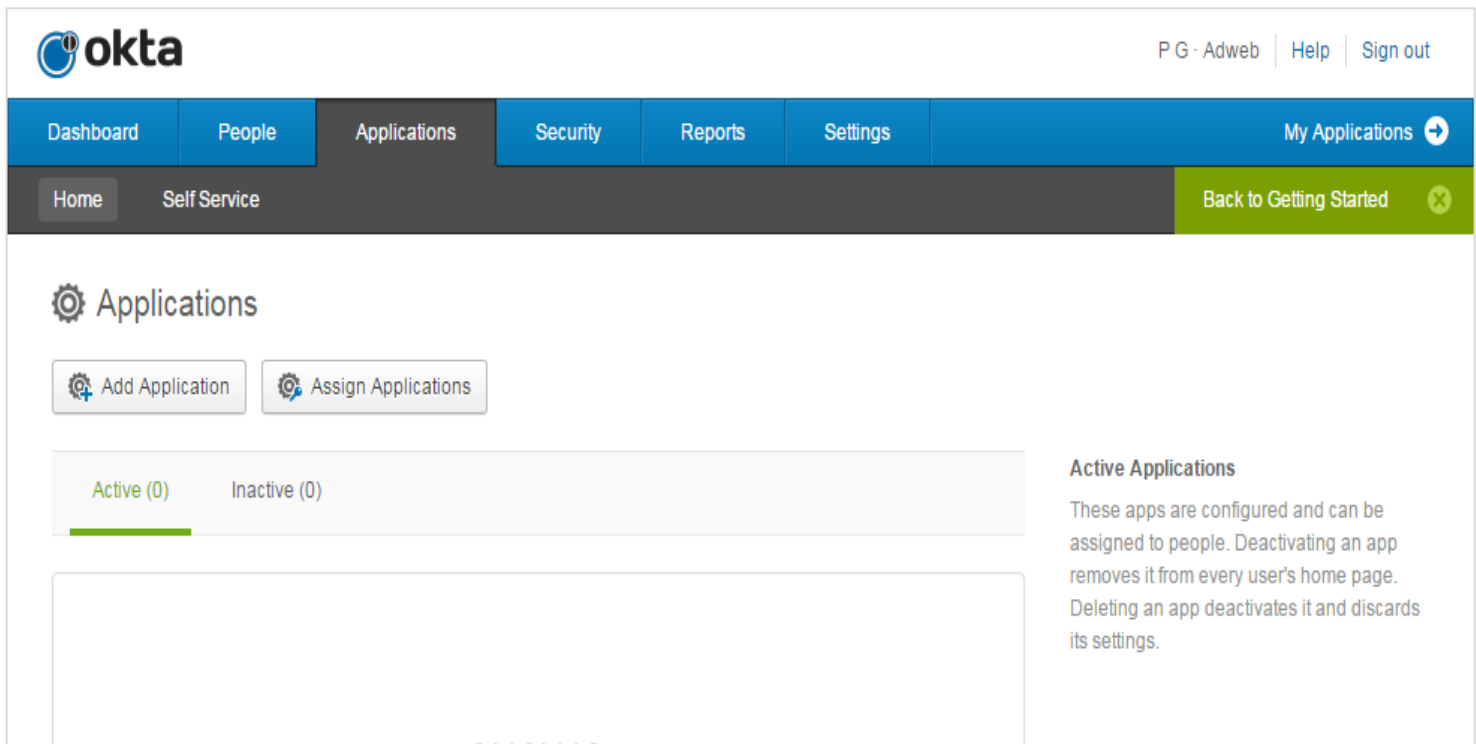 okta
P G · Adweb Help Sign out
Dashboard People Applications Security Reports Settings My Applications
Home Self Service Back to Getting Started
Applications
Add Application Assign Applications
Active (0) Inactive (0)
Active Applications
These apps are configured and can be
assigned to people. Deactivating an app
removes it from every user's home page.
Deleting an app deactivates it and discards
its settings.